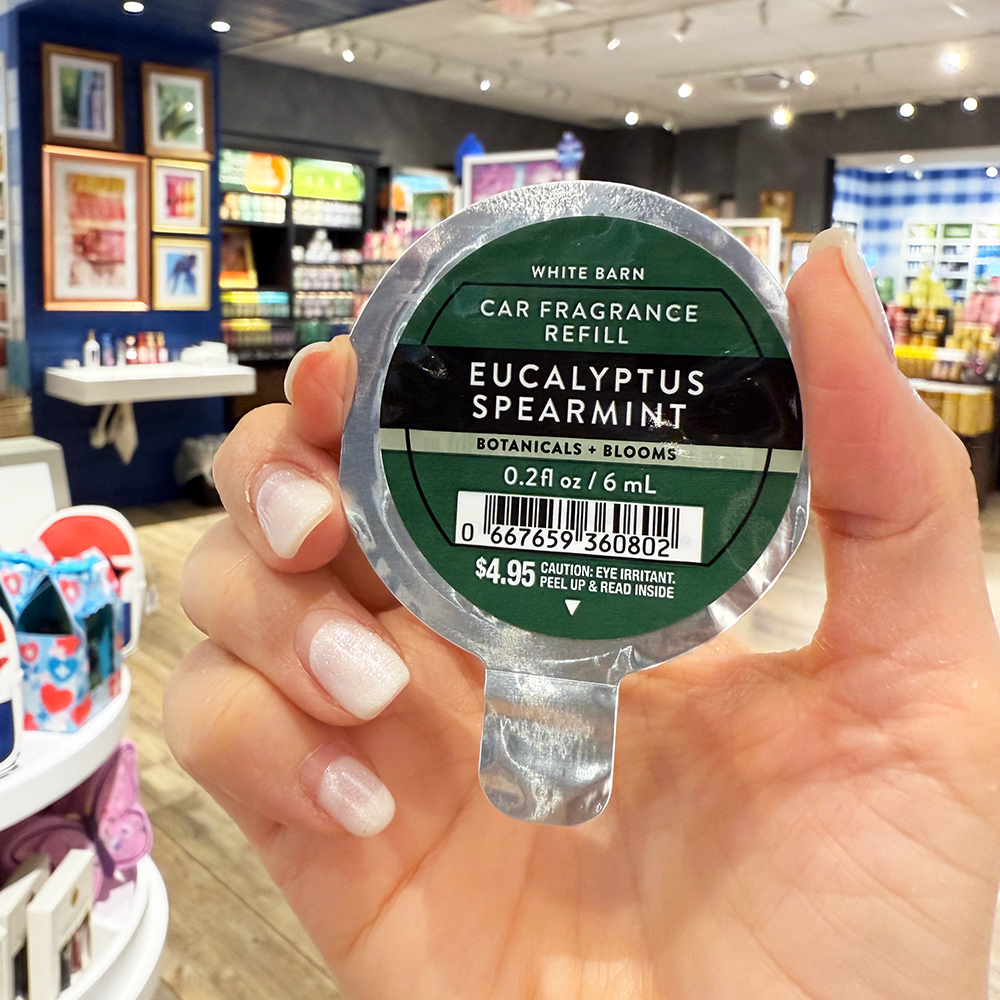 WHITE BARN
CAR FRAGRANCE
REFILL
EUCALYPTUS
SPEARMINT
BOTANICALS + BLOOMS
0.2fl oz / 6 mL
0 667659 360802
$4.95 CAUTION: EYE IRRITANT.
PEEL UP & READ INSIDE